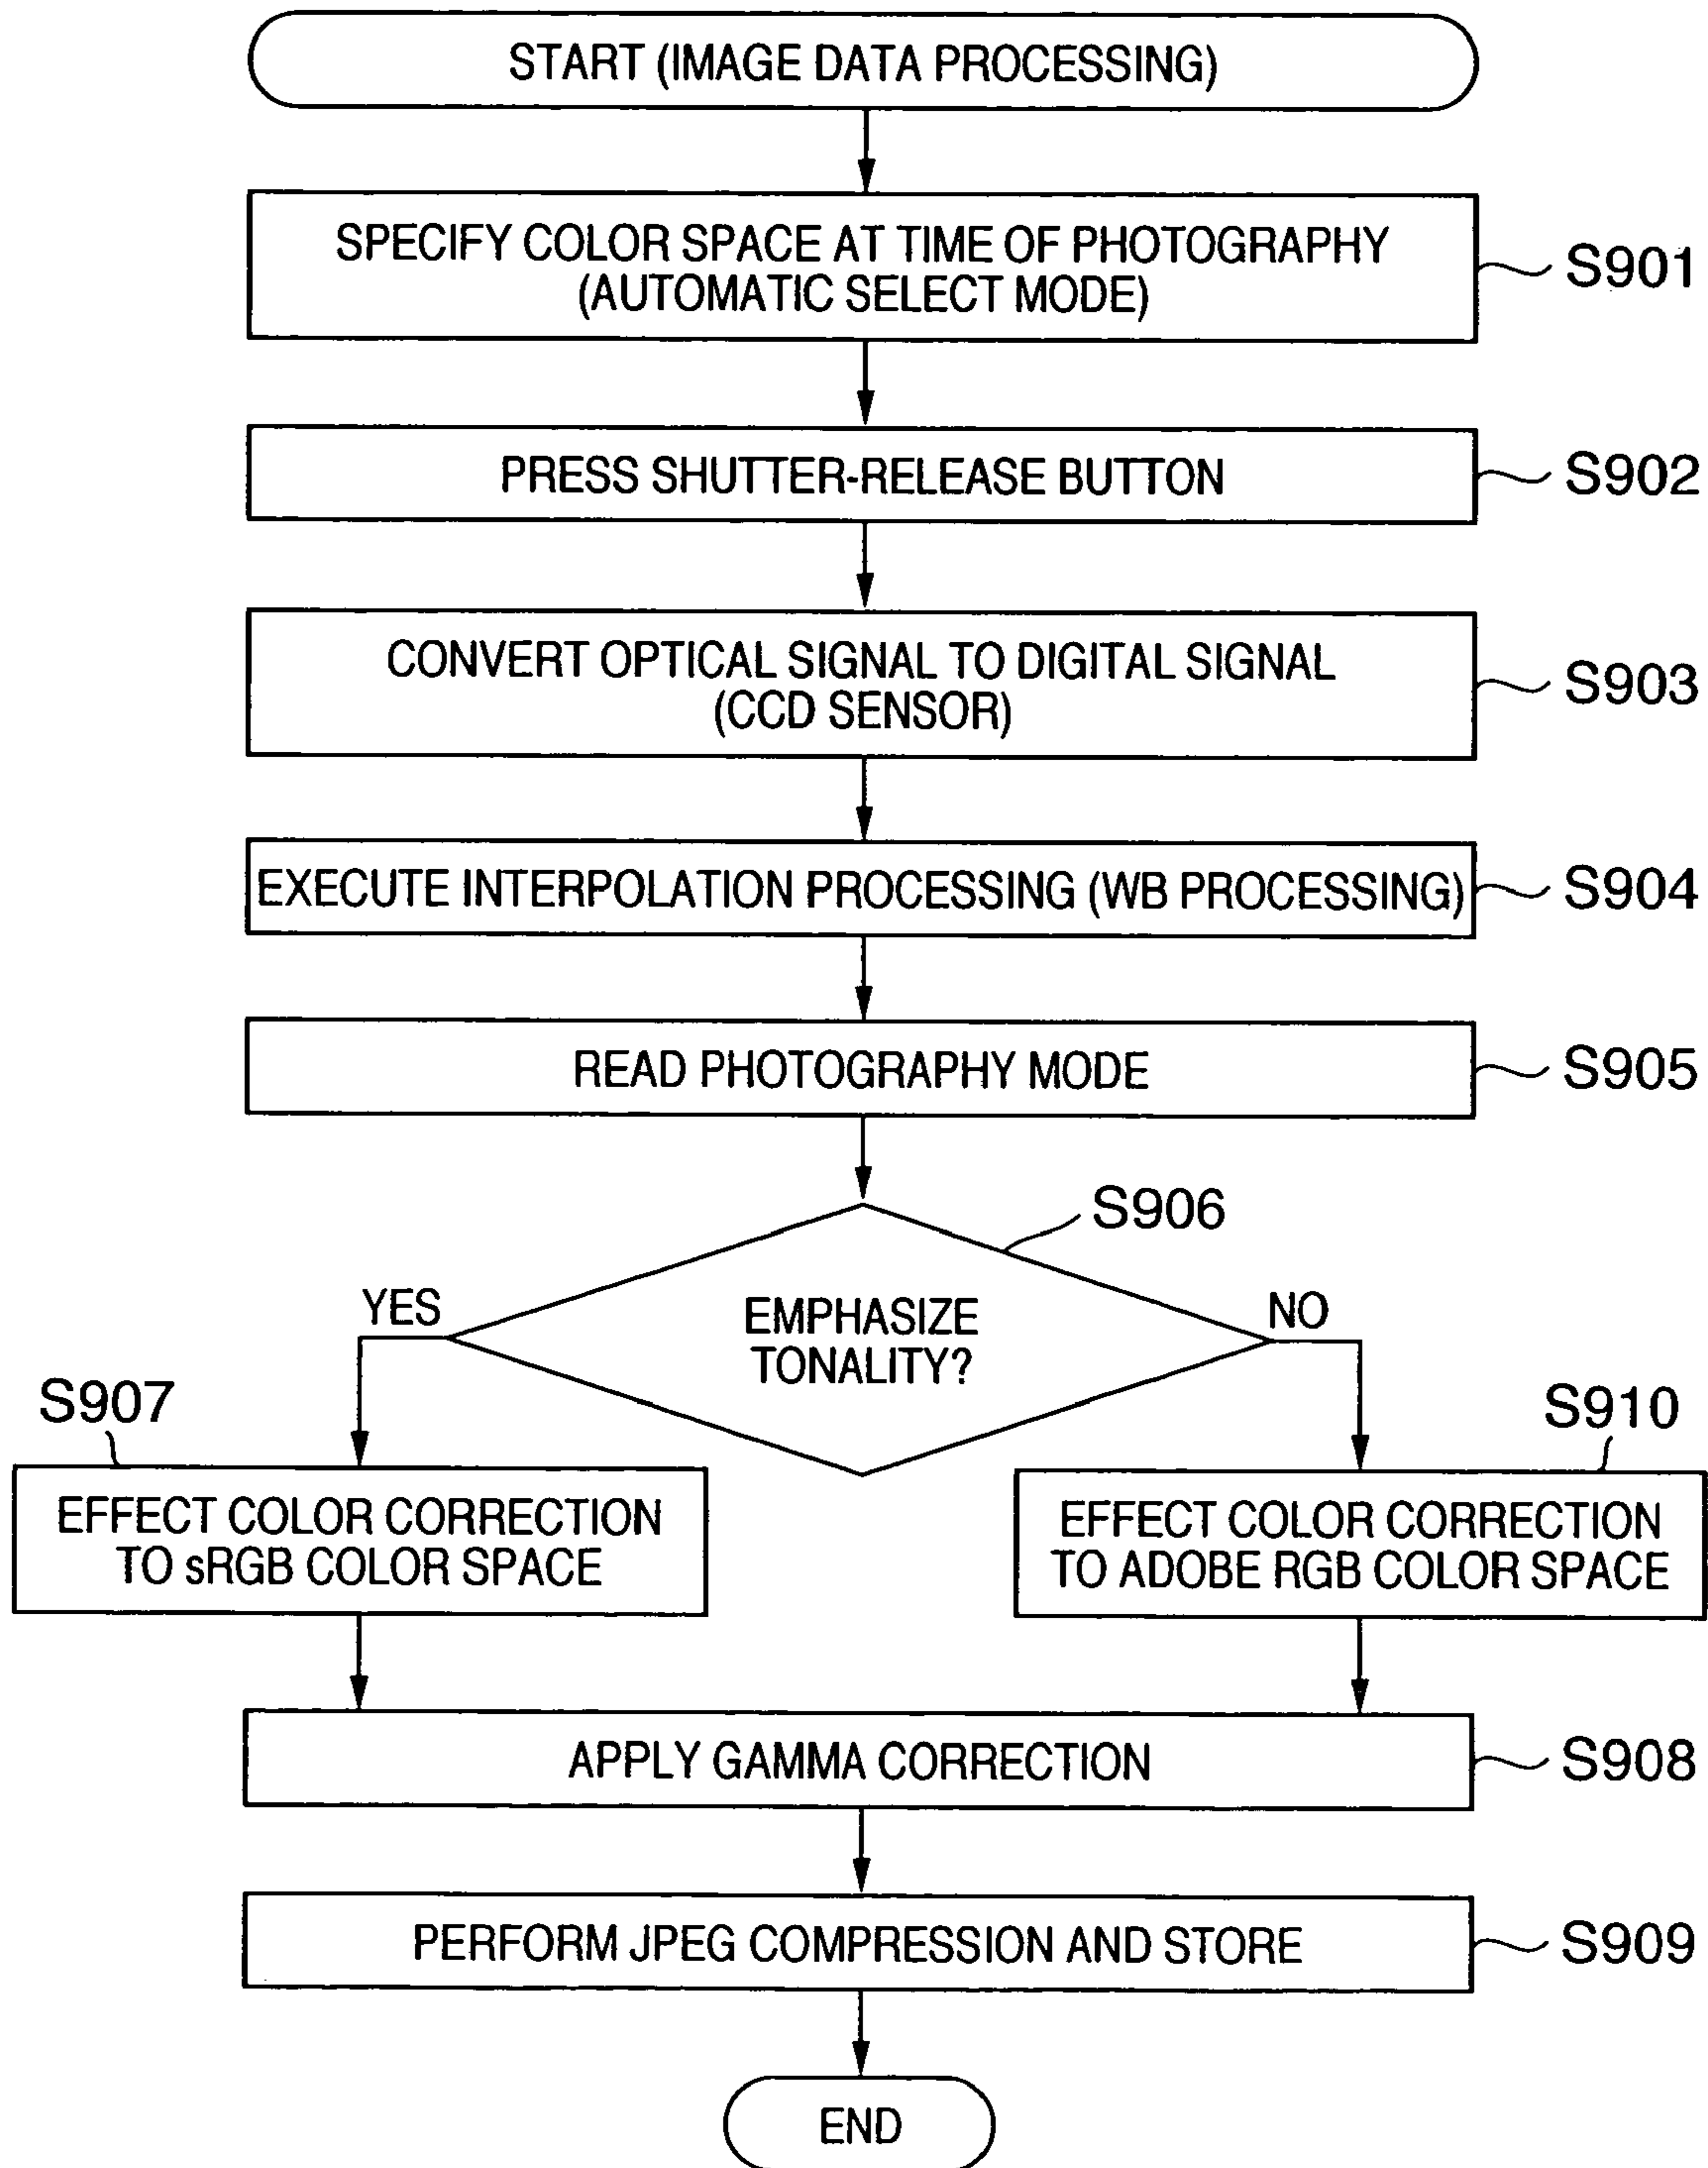 START (IMAGE DATA PROCESSING)
SPECIFY COLOR SPACE AT TIME OF PHOTOGRAPHY
(AUTOMATIC SELECT MODE)
S901
PRESS SHUTTER-RELEASE BUTTON
S902
CONVERT OPTICAL SIGNAL TO DIGITAL SIGNAL
(CCD SENSOR)
S903
EXECUTE INTERPOLATION PROCESSING (WB PROCESSING)
S904
READ PHOTOGRAPHY MODE
S905
S906
EMPHASIZE
TONALITY?
YES
NO
S907
EFFECT COLOR CORRECTION
TO sRGB COLOR SPACE
S910
EFFECT COLOR CORRECTION
TO ADOBE RGB COLOR SPACE
APPLY GAMMA CORRECTION
S908
PERFORM JPEG COMPRESSION AND STORE
S909
END